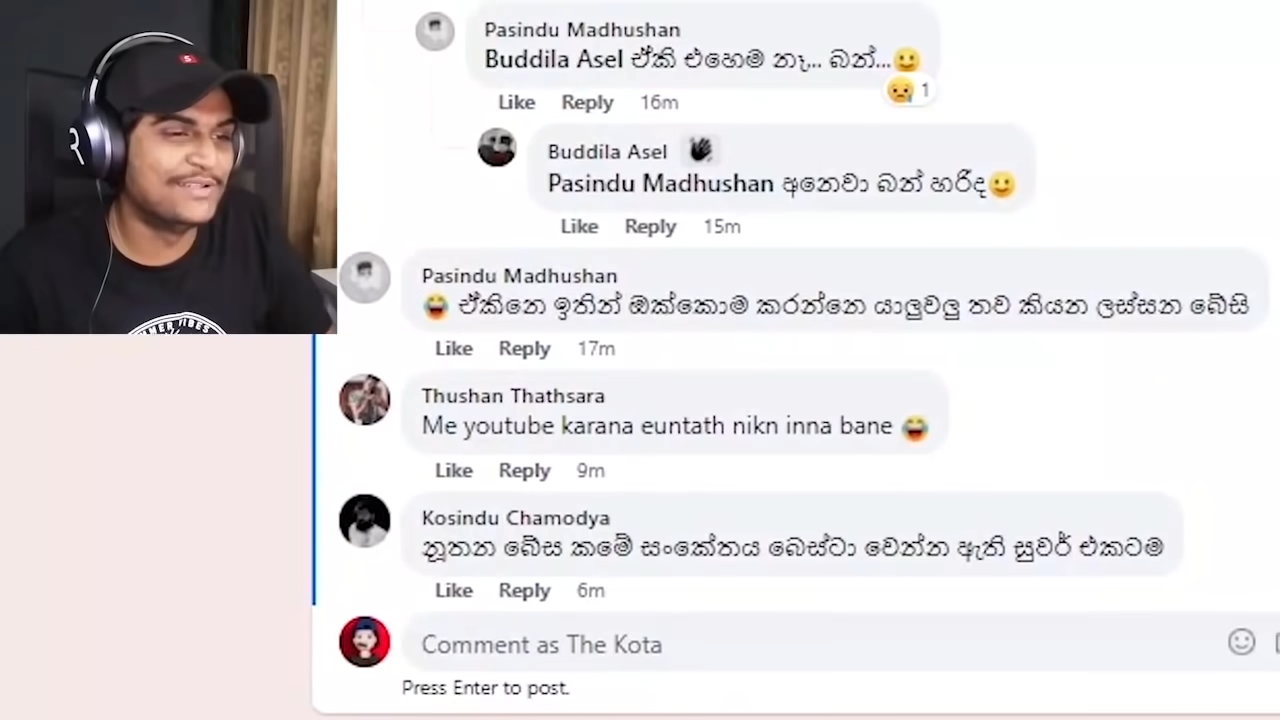 Pasindu Madhushan
Buddila Asel ඒකි එහෙම නෑ... බන්...🙂
1
Like Reply 16m
Buddila Asel
Pasindu Madhushan අනෙවා බන් හරිද🙂
Like Reply 15m
Pasindu Madhushan
😂 ඒකිනෙ ඉතින් ඔක්කොම කරන්නෙ යාලුවලු තව කියන ලස්සන බේසි
Like Reply 17m
Thushan Thathsara
Me youtube karana euntath nikn inna bane 😂
Like Reply 9m
Kosindu Chamodya
නූතන බේස කමේ සංකේතය බෙස්ටා වෙන්න ඇති සුවර් එකටම
Like Reply 6m
Comment as The Kota
Press Enter to post.